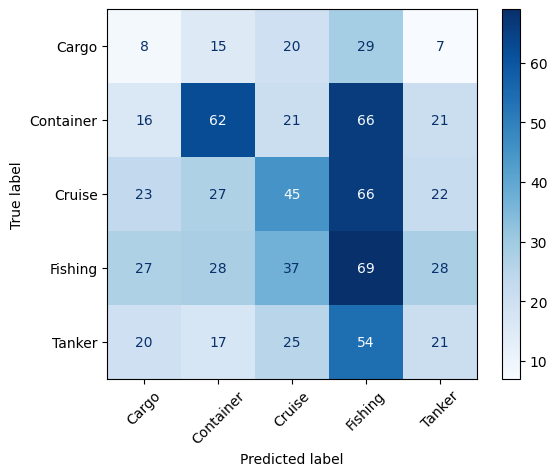 Cargo 8 15 20 29 7
Container 16 62 21 66 21
Cruise 23 27 45 66 22
Fishing 27 28 37 69 28
Tanker 20 17 25 54 21
Cargo Container Cruise Fishing Tanker
Predicted label
True label
60
50
40
30
20
10